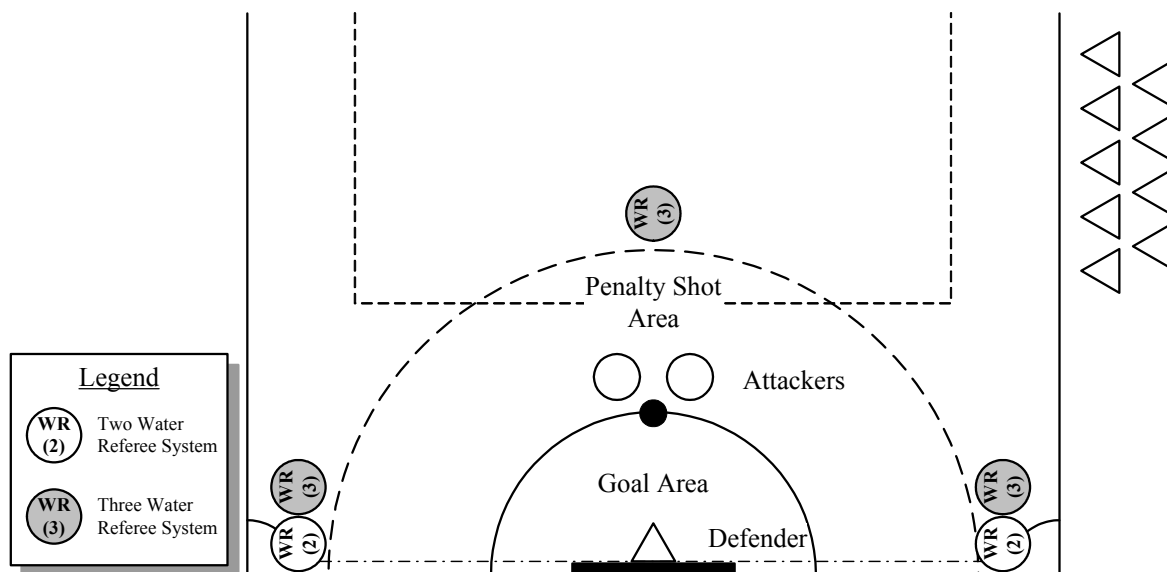 WR
(3)
Penalty Shot
Area
Attackers
Legend
WR
(2)
Two Water
Referee System
WR
(3)
Three Water
Referee System
WR
(3)
WR
(3)
Goal Area
WR
(2)
Defender
WR
(2)